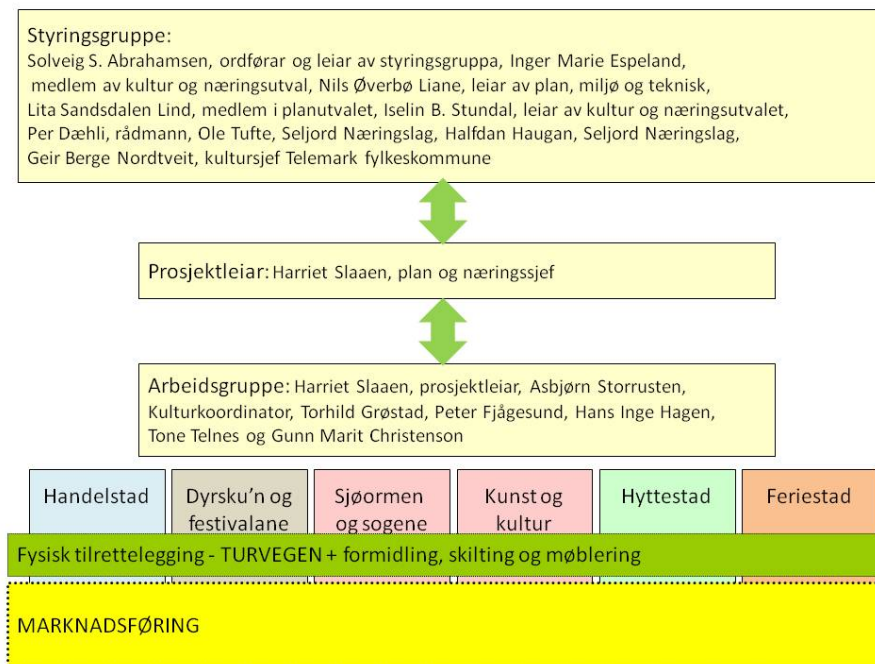 Styringsgruppe:
Solveig S. Abrahamsen, ordførar og leiar av styringsgruppa, Inger Marie Espeland,
medlem av kultur og næringsutval, Nils Øverbø Liane, leiar av plan, miljø og teknisk,
Lita Sandsdalen Lind, medlem i planutvalet, Iselin B. Stundal, leiar av kultur og næringsutvalet,
Per Dæhli, rådmann, Ole Tufte, Seljord Næringslag, Halfdan Haugan, Seljord Næringslag,
Geir Berge Nordtveit, kultursjef Telemark fylkeskommune
Prosjektleiar: Harriet Slaaen, plan og næringssjef
Arbeidsgruppe: Harriet Slaaen, prosjektleiar, Asbjørn Storrusten,
Kulturkoordinator, Torhild Grøstad, Peter Fjågesund, Hans Inge Hagen,
Tone Telnes og Gunn Marit Christenson
Handelstad
Dyrsku'n og
festivalane
Sjøormen
og sogene
Kunst og
kultur
Hyttestad
Feriestad
Fysisk tilrettelegging - TURVEGEN + formidling, skilting og møblering
MARKNADSFØRING